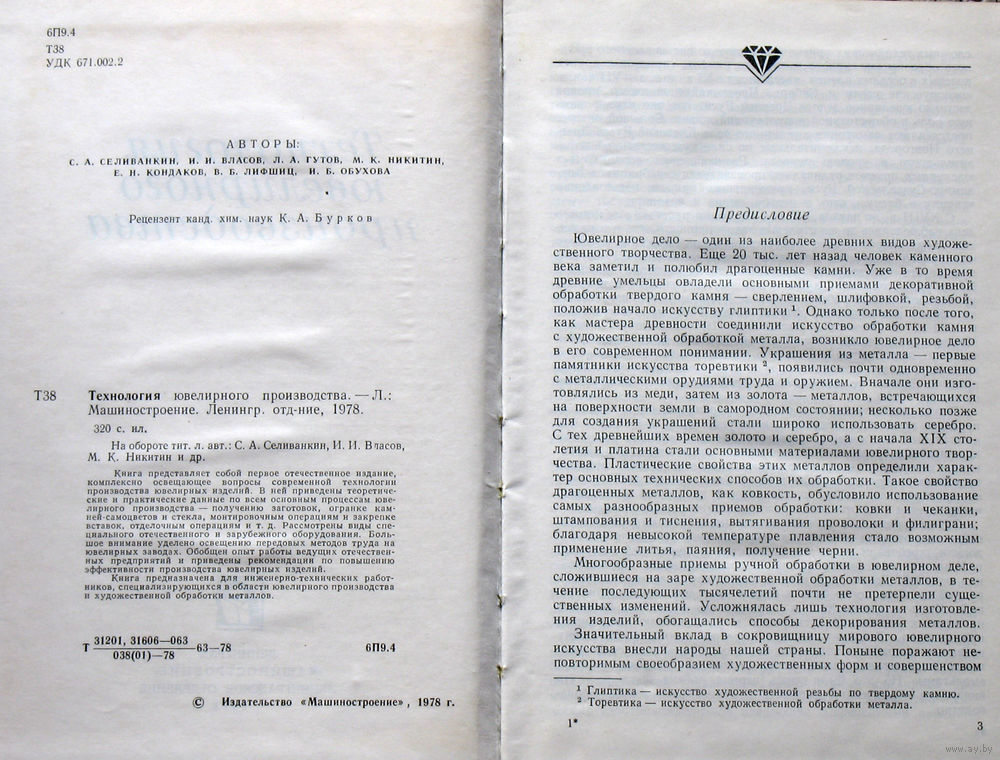 6П9.4
Т38
УДК 671.002.2
АВТОРЫ:
С. А. СЕЛИВАНКИН, И. И. ВЛАСОВ, Л. А. ГУТОВ, М. К. НИКИТИН,
Е. Н. КОНДАКОВ, В. Б. ЛИФШИЦ, И. Б. ОБУХОВА
Рецензент канд. хим. наук К. А. Бурков
Т38
Технология ювелирного производства. — Л.:
Машиностроение. Ленингр. отд-ние, 1978.
320 с. ил.
На обороте тит. л. авт.: С. А. Селиванкин, И. И. Власов,
М. К. Никитин и др.
Книга представляет собой первое отечественное издание,
комплексно освещающее вопросы современной технологии
производства ювелирных изделий. В ней приведены теоретиче-
ские и практические данные по всем основным процессам юве-
лирного производства — получению заготовок, огранке кам-
ней-самоцветов и стекла, монтировочным операциям и закрепке
вставок, отделочным операциям и т. д. Рассмотрены виды спе-
циального отечественного и зарубежного оборудования. Боль-
шое внимание уделено освещению передовых методов труда на
ювелирных заводах. Обобщен опыт работы ведущих отечествен-
ных предприятий и приведены рекомендации по повышению
эффективности производства ювелирных изделий.
Книга предназначена для инженерно-технических работ-
ников, специализирующихся в области ювелирного производства
и художественной обработки металлов.
Т 31201, 31606—063
038(01)—78 63—78 6П9.4
© Издательство «Машиностроение», 1978 г.
Предисловие
Ювелирное дело — один из наиболее древних видов художе-
ственного творчества. Еще 20 тыс. лет назад человек каменного
века заметил и полюбил драгоценные камни. Уже в то время
древние умельцы овладели основными приемами декоративной
обработки твердого камня — сверлением, шлифовкой, резьбой,
положив начало искусству глиптики ¹. Однако только после того,
как мастера древности соединили искусство обработки камня
с художественной обработкой металла, возникло ювелирное дело
в его современном понимании. Украшения из металла — первые
памятники искусства торевтики ², появились почти одновременно
с металлическими орудиями труда и оружием. Вначале они изго-
товлялись из меди, затем из золота — металлов, встречающихся
на поверхности земли в самородном состоянии; несколько позже
для создания украшений стали широко использовать серебро.
С тех древнейших времен золото и серебро, а с начала XIX сто-
летия и платина стали основными материалами ювелирного твор-
чества. Пластические свойства этих металлов определили харак-
тер основных технических способов их обработки. Такое свойство
драгоценных металлов, как ковкость, обусловило использование
самых разнообразных приемов обработки: ковки и чеканки,
штампования и тиснения, вытягивания проволоки и филиграни;
благодаря невысокой температуре плавления стало возможным
применение литья, паяния, получение черни.
Многообразные приемы ручной обработки в ювелирном деле,
сложившиеся на заре художественной обработки металлов, в те-
чение последующих тысячелетий почти не претерпели суще-
ственных изменений. Усложнялась лишь технология изготовле-
ния изделий, обогащались способы декорирования металлов.
Значительный вклад в сокровищницу мирового ювелирного
искусства внесли народы нашей страны. Поныне поражают не-
повторимым своеобразием художественных форм и совершенством
¹ Глиптика — искусство художественной резьбы по твердому камню.
² Торевтика — искусство художественной обработки металла.
1*
3
www.ay.by